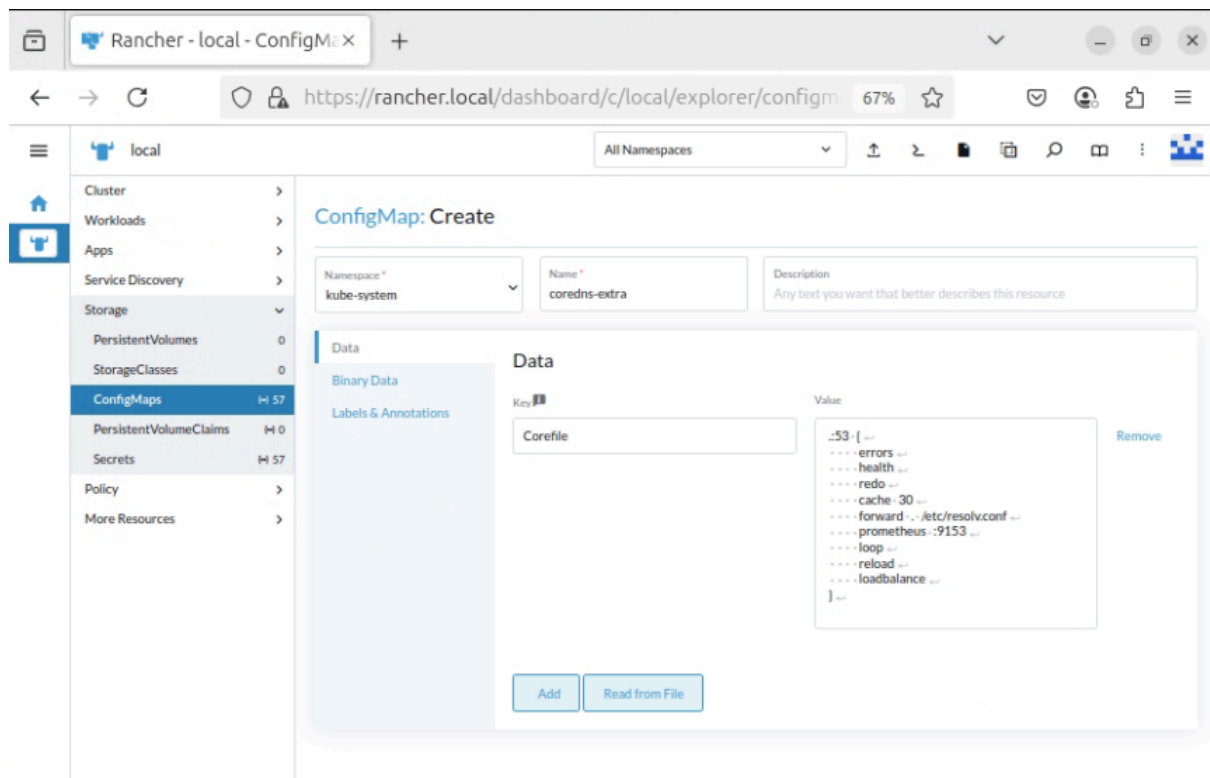 Rancher - local - ConfigMa
https://rancher.local/dashboard/c/local/explorer/configm
67%
local
All Namespaces
Cluster
Workloads
Apps
Service Discovery
Storage
PersistentVolumes 0
StorageClasses 0
ConfigMaps 57
PersistentVolumeClaims 0
Secrets 57
Policy
More Resources
ConfigMap: Create
Namespace *
kube-system
Name *
coredns-extra
Description
Any text you want that better describes this resource
Data
Binary Data
Labels & Annotations
Data
Key
Corefile
Value
.:53 {
    errors
    health
    redo
    cache 30
    forward . /etc/resolv.conf
    prometheus :9153
    loop
    reload
    loadbalance
}
Remove
Add
Read from File